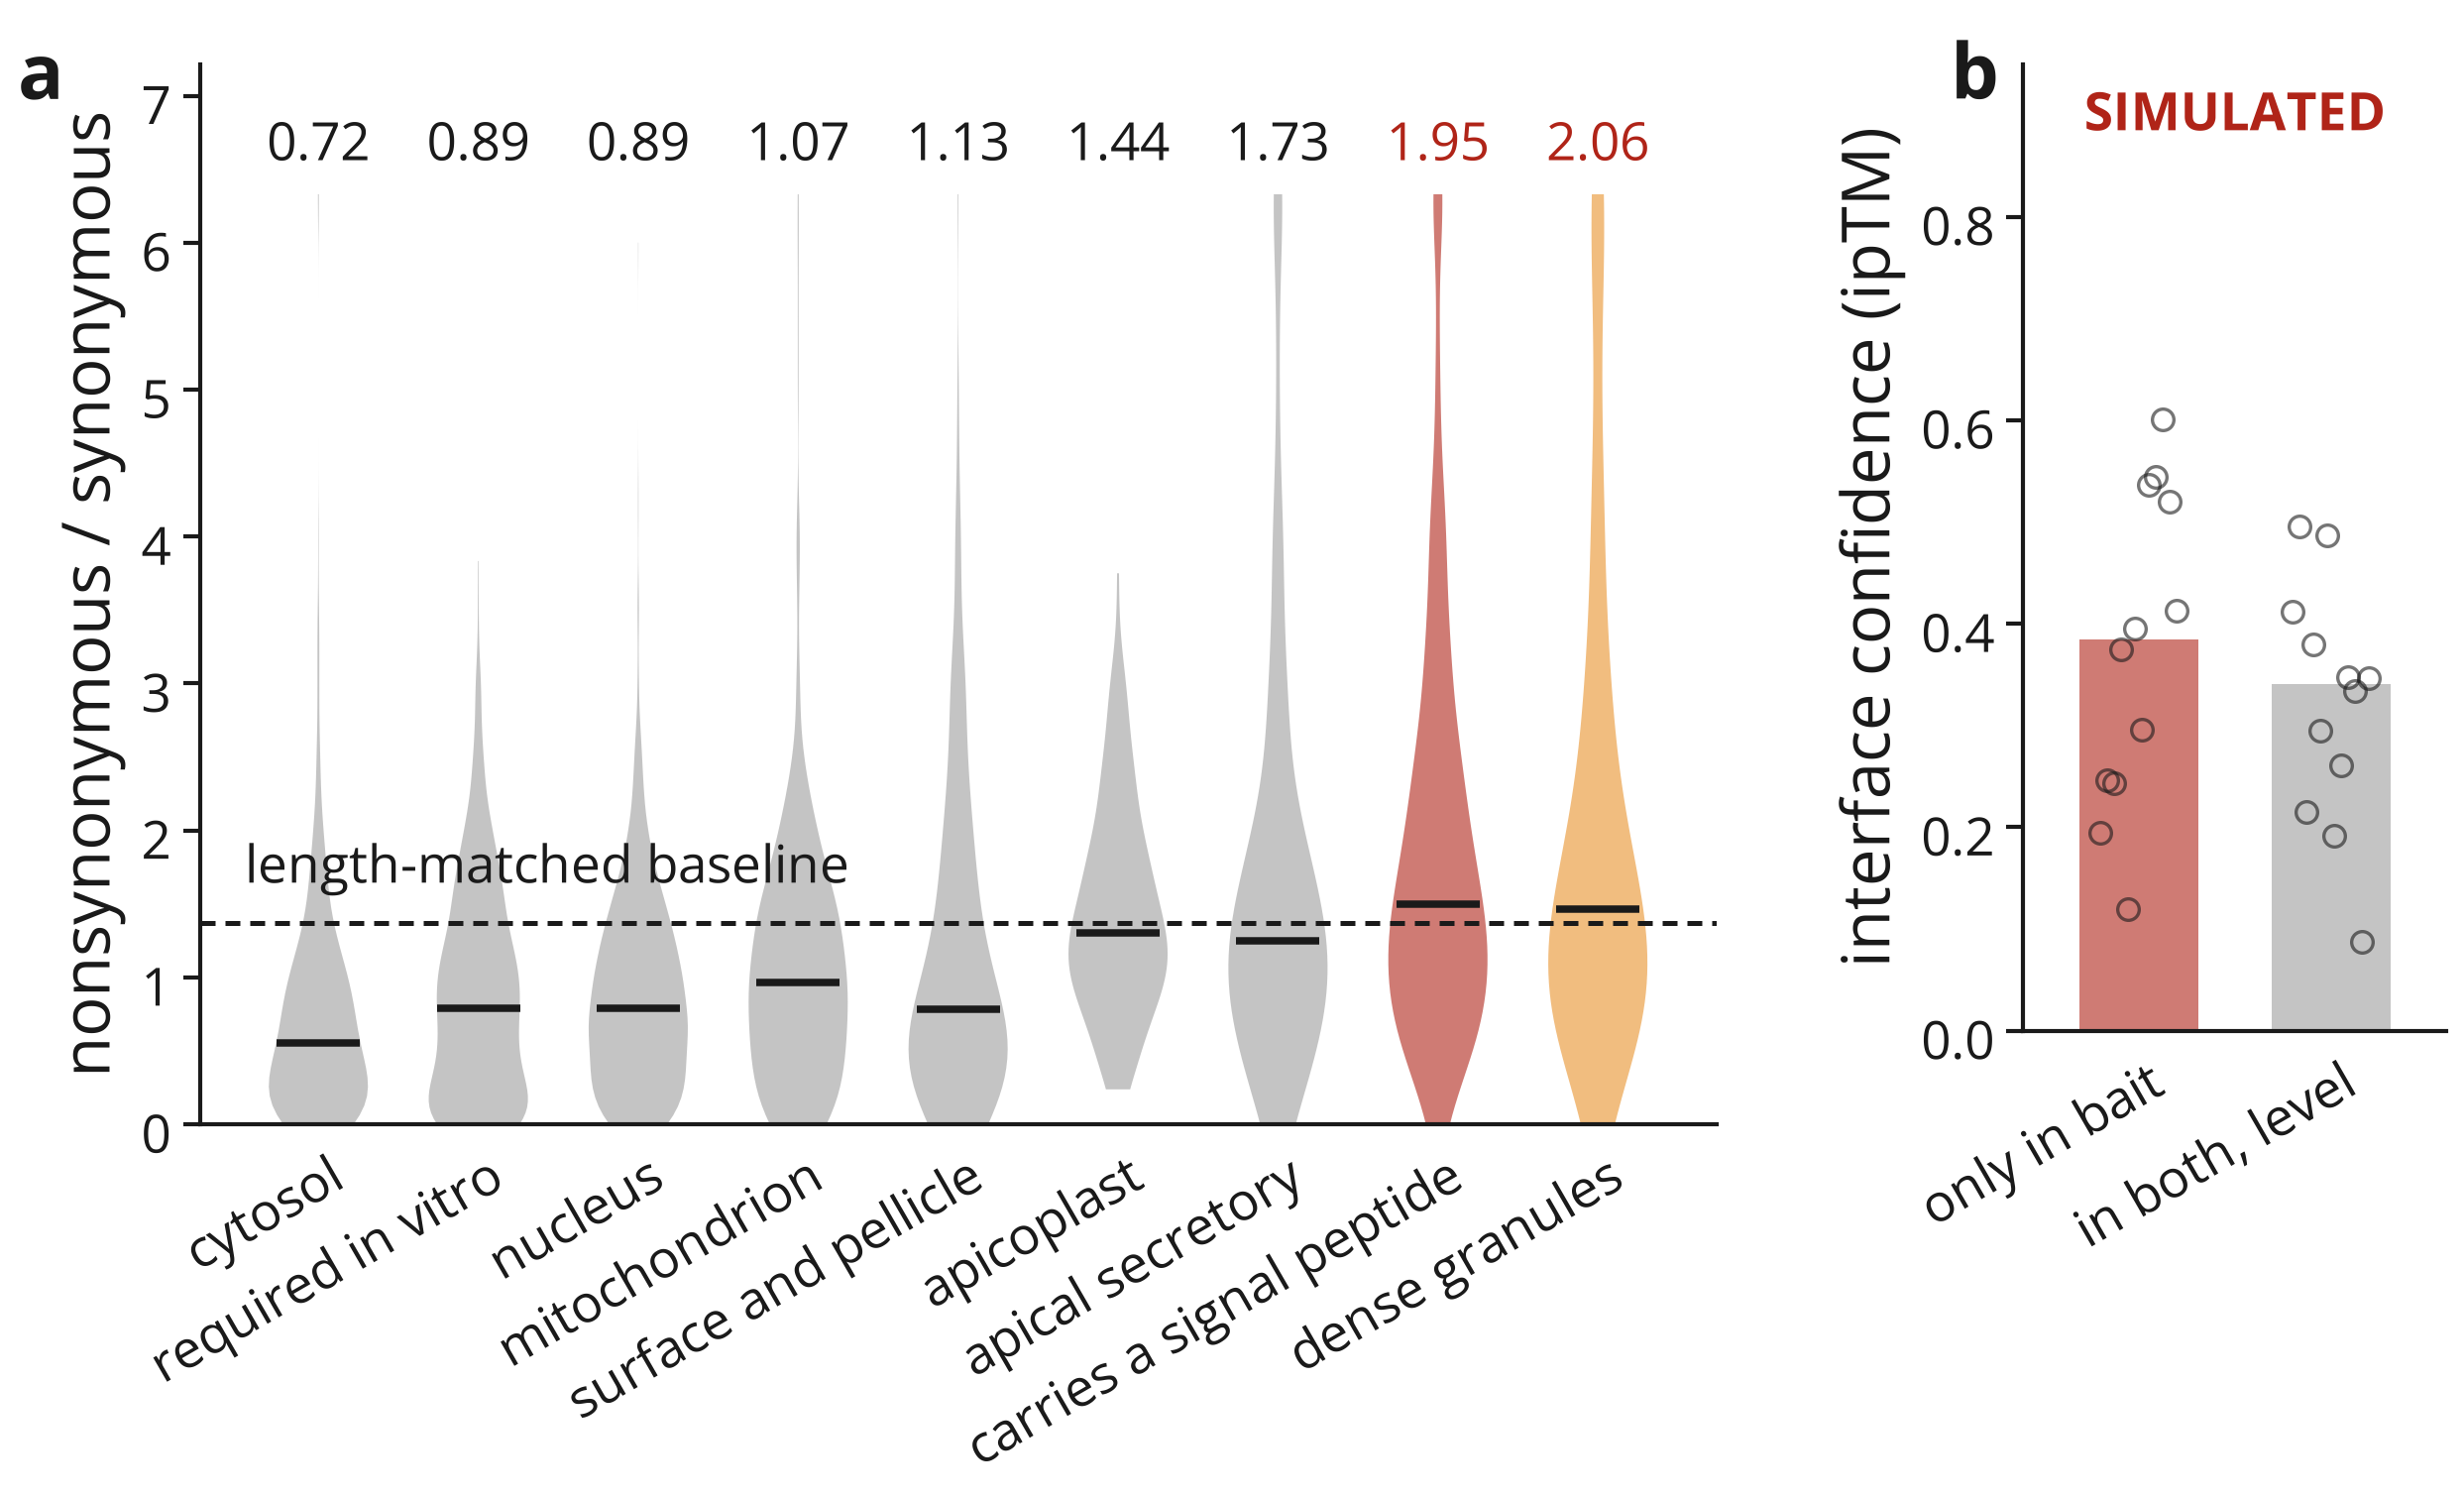 a
nonsynonymous / synonymous
7
6
5
4
3
2
1
0
0.72 0.89 0.89 1.07 1.13 1.44 1.73 1.95 2.06
length-matched baseline
cytosol
required in vitro
nucleus
mitochondrion
surface and pellicle
apicoplast
apical secretory
carries a signal peptide
dense granules
b
SIMULATED
interface confidence (ipTM)
0.8
0.6
0.4
0.2
0.0
only in bait
in both, level